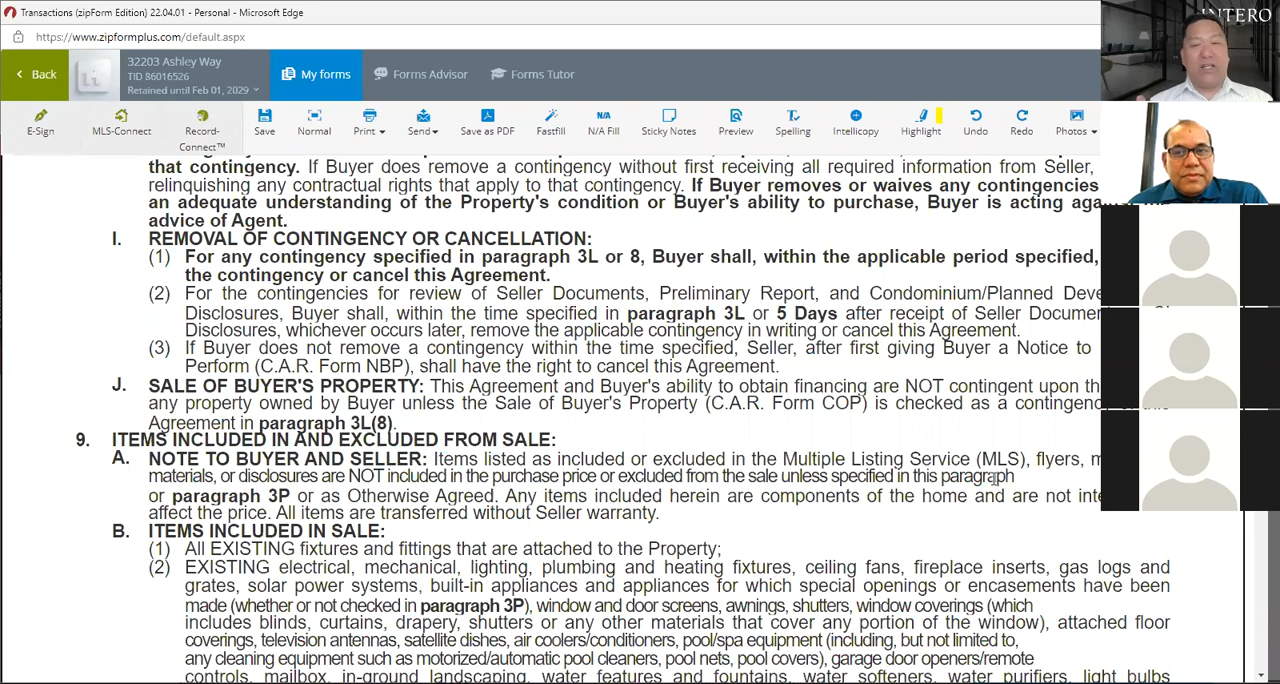 Transactions (zipForm Edition) 22.04.01 - Personal - Microsoft Edge
https://www.zipformplus.com/default.aspx
INTERO
Back
32203 Ashley Way
TID 86016526
Retained until Feb 01, 2029
My forms
Forms Advisor
Forms Tutor
E-Sign
MLS-Connect
Record-Connect™
Save
Normal
Print
Send
Save as PDF
Fastfill
N/A
N/A Fill
Sticky Notes
Preview
Spelling
Intellicopy
Highlight
Undo
Redo
Photos
that contingency. If Buyer does remove a contingency without first receiving all required information from Seller,
relinquishing any contractual rights that apply to that contingency. If Buyer removes or waives any contingencies
an adequate understanding of the Property's condition or Buyer's ability to purchase, Buyer is acting
advice of Agent.
I. REMOVAL OF CONTINGENCY OR CANCELLATION:
(1) For any contingency specified in paragraph 3L or 8, Buyer shall, within the applicable period specified,
the contingency or cancel this Agreement.
(2) For the contingencies for review of Seller Documents, Preliminary Report, and Condominium/Planned
Disclosures, Buyer shall, within the time specified in paragraph 3L or 5 Days after receipt of Seller
Disclosures, whichever occurs later, remove the applicable contingency in writing or cancel this Agreement.
(3) If Buyer does not remove a contingency within the time specified, Seller, after first giving Buyer a Notice to
Perform (C.A.R. Form NBP), shall have the right to cancel this Agreement.
J. SALE OF BUYER'S PROPERTY: This Agreement and Buyer's ability to obtain financing are NOT contingent upon
any property owned by Buyer unless the Sale of Buyer's Property (C.A.R. Form COP) is checked as a
Agreement in paragraph 3L(8).
9. ITEMS INCLUDED IN AND EXCLUDED FROM SALE:
A. NOTE TO BUYER AND SELLER: Items listed as included or excluded in the Multiple Listing Service (MLS), flyers,
materials, or disclosures are NOT included in the purchase price or excluded from the sale unless specified in this paragraph
or paragraph 3P or as Otherwise Agreed. Any items included herein are components of the home and are not
affect the price. All items are transferred without Seller warranty.
B. ITEMS INCLUDED IN SALE:
(1) All EXISTING fixtures and fittings that are attached to the Property;
(2) EXISTING electrical, mechanical, lighting, plumbing and heating fixtures, ceiling fans, fireplace inserts, gas logs and
grates, solar power systems, built-in appliances and appliances for which special openings or encasements have been
made (whether or not checked in paragraph 3P), window and door screens, awnings, shutters, window coverings (which
includes blinds, curtains, drapery, shutters or any other materials that cover any portion of the window), attached floor
coverings, television antennas, satellite dishes, air coolers/conditioners, pool/spa equipment (including, but not limited to,
any cleaning equipment such as motorized/automatic pool cleaners, pool nets, pool covers), garage door openers/remote
controls, mailbox, in-ground landscaping, water features and fountains, water softeners, water purifiers, light bulbs